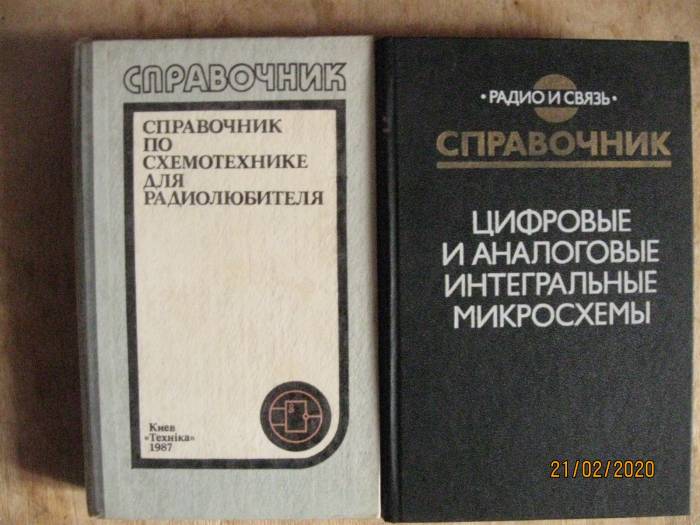 СПРАВОЧНИК
СПРАВОЧНИК
ПО
СХЕМОТЕХНИКЕ
ДЛЯ
РАДИОЛЮБИТЕЛЯ
Киев
«Техніка»
1987
• РАДИО И СВЯЗЬ •
СПРАВОЧНИК
ЦИФРОВЫЕ
И АНАЛОГОВЫЕ
ИНТЕГРАЛЬНЫЕ
МИКРОСХЕМЫ
21/02/2020